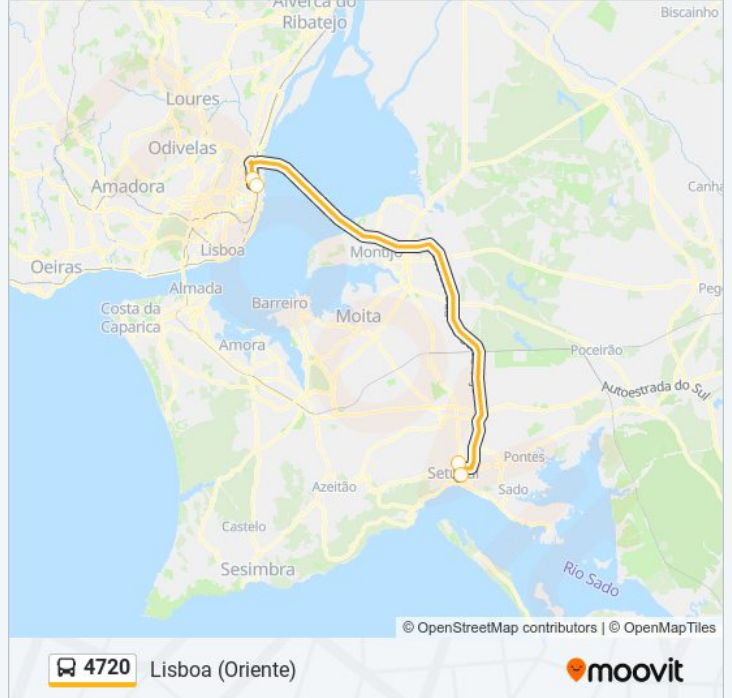 Alverca do
Ribatejo
Biscainho
Loures
Odivelas
Amadora
Canha
Lisboa
Montijo
Oeiras
Almada
Peg
Costa da
Caparica
Barreiro
Moita
Amora
Poceirão
Autoestrada do Sul
Pontes
Setúbal
Azeitão
Sado
Castelo
Sesimbra
Rio Sado
© OpenStreetMap contributors | © OpenMapTiles
4720 Lisboa (Oriente)
moovit